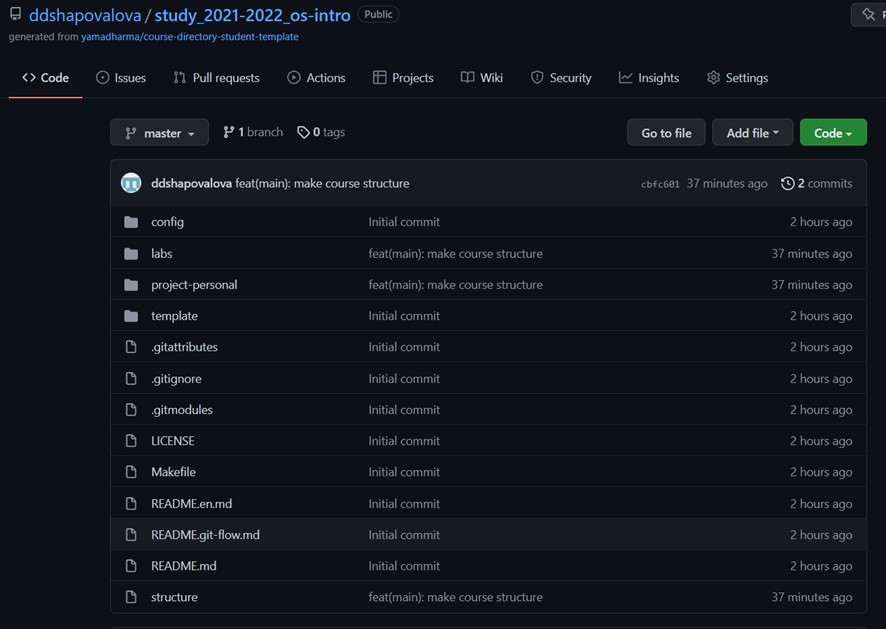 ddshapovalova / study_2021-2022_os-intro Public
generated from yamadharma/course-directory-student-template
Code Issues Pull requests Actions Projects Wiki Security Insights Settings
master 1 branch 0 tags Go to file Add file Code
ddshapovalova feat(main): make course structure cbfc601 37 minutes ago 2 commits
config Initial commit 2 hours ago
labs feat(main): make course structure 37 minutes ago
project-personal feat(main): make course structure 37 minutes ago
template Initial commit 2 hours ago
.gitattributes Initial commit 2 hours ago
.gitignore Initial commit 2 hours ago
.gitmodules Initial commit 2 hours ago
LICENSE Initial commit 2 hours ago
Makefile Initial commit 2 hours ago
README.en.md Initial commit 2 hours ago
README.git-flow.md Initial commit 2 hours ago
README.md Initial commit 2 hours ago
structure feat(main): make course structure 37 minutes ago